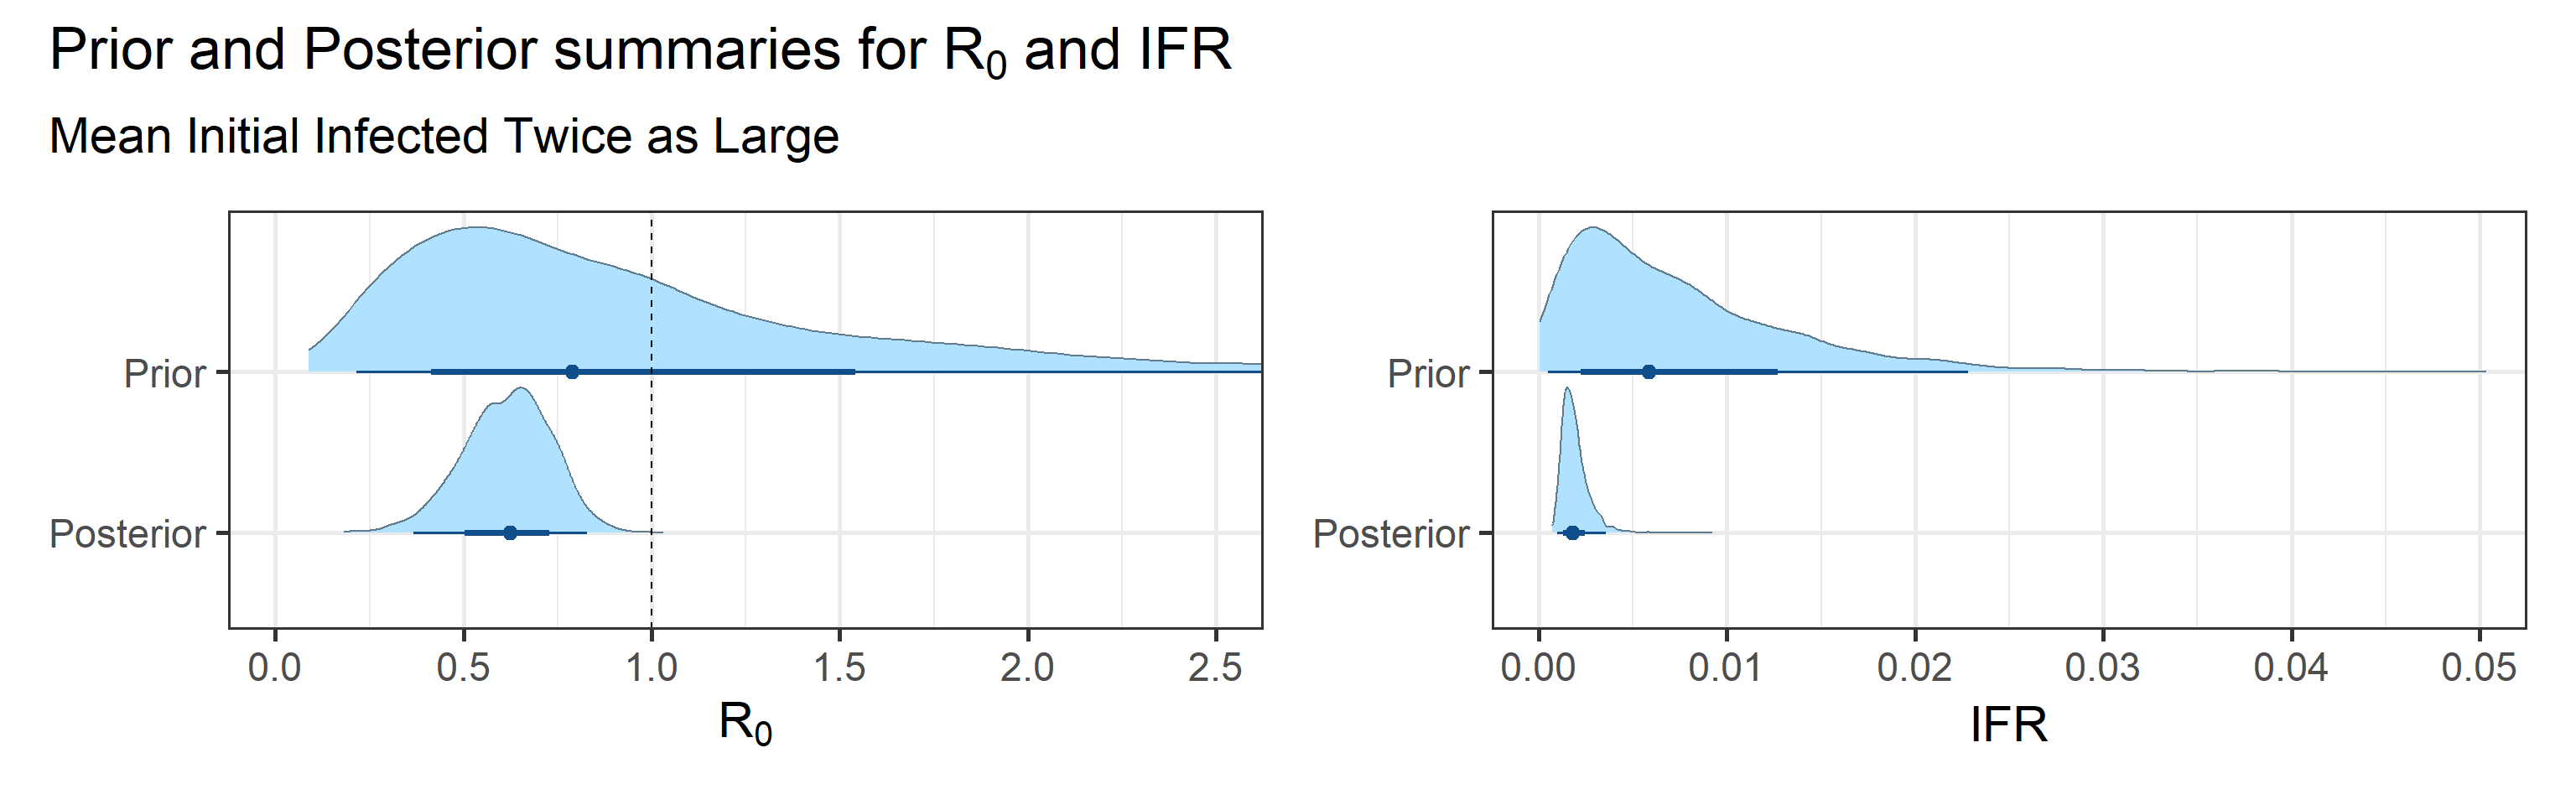 Prior and Posterior summaries for R₀ and IFR
Mean Initial Infected Twice as Large
Prior
Posterior
0.0 0.5 1.0 1.5 2.0 2.5
R₀
Prior
Posterior
0.00 0.01 0.02 0.03 0.04 0.05
IFR